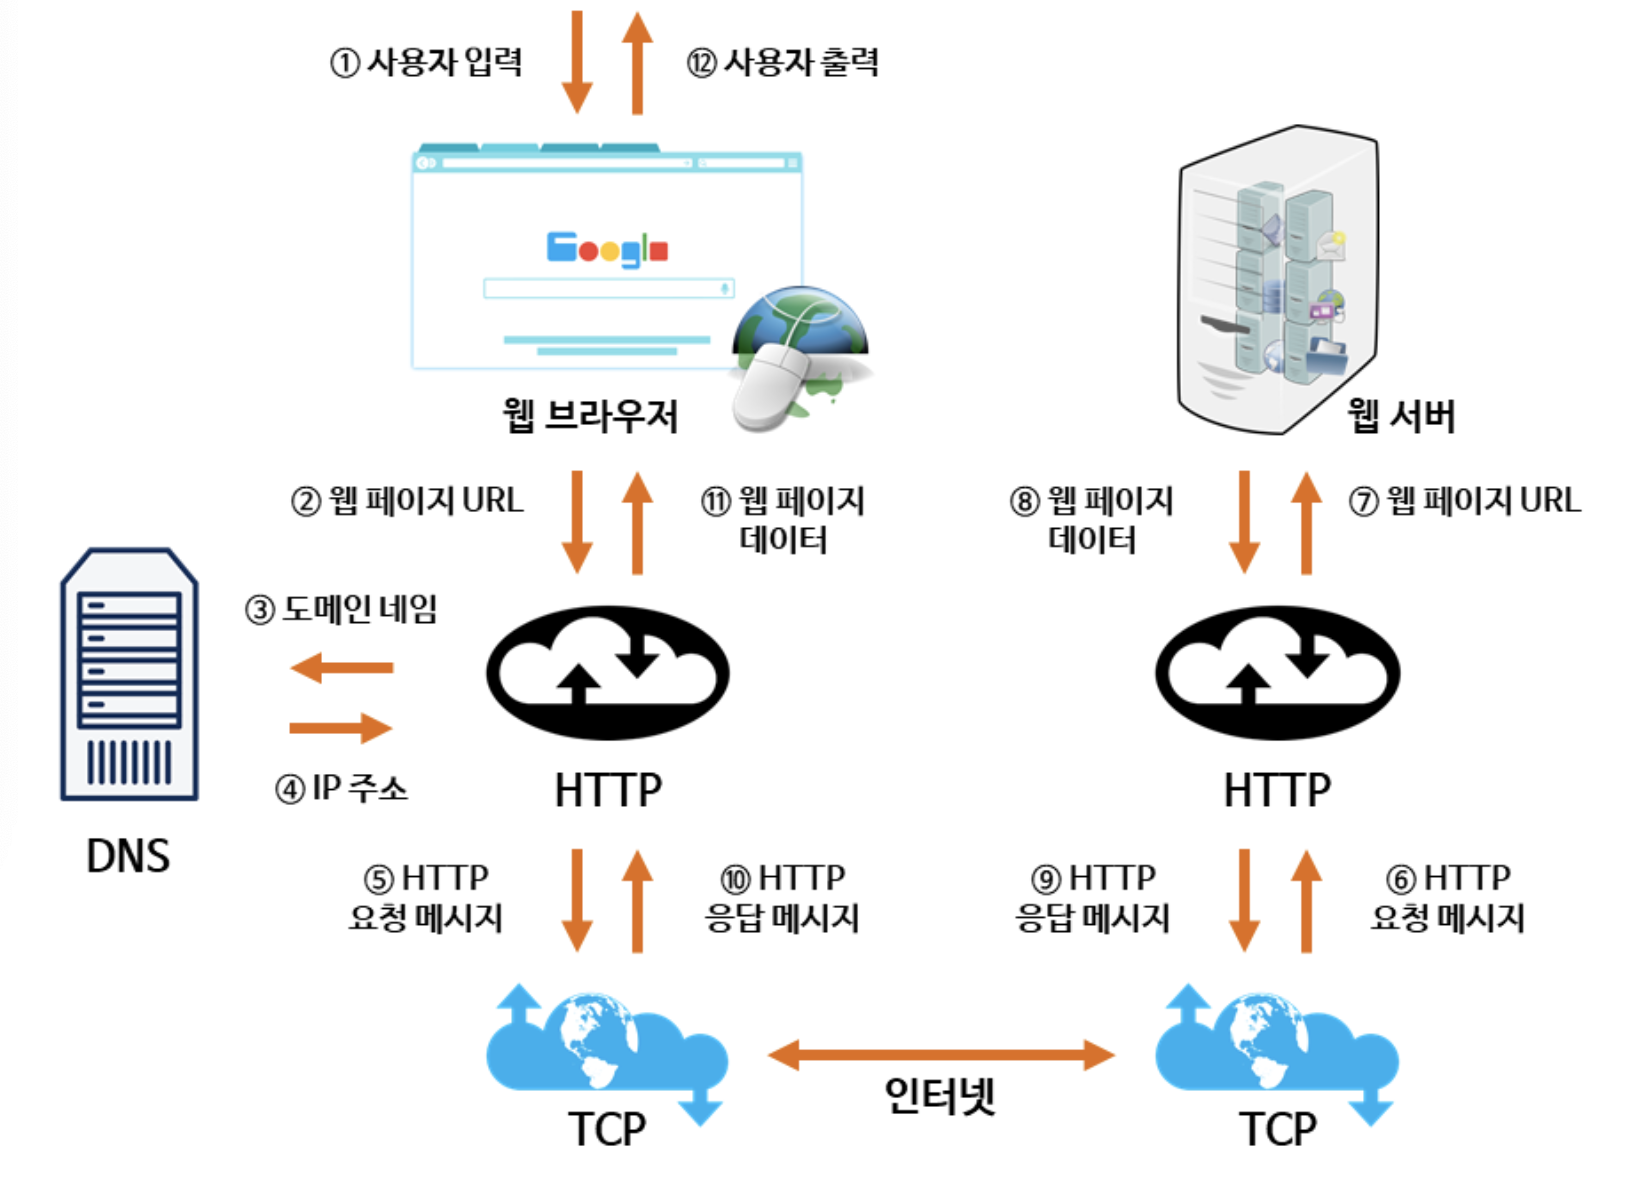 ① 사용자 입력
⑫ 사용자 출력
Google
웹 브라우저
웹 서버
② 웹 페이지 URL
⑪ 웹 페이지
데이터
⑧ 웹 페이지
데이터
⑦ 웹 페이지 URL
③ 도메인 네임
④ IP 주소
DNS
HTTP
HTTP
⑤ HTTP
요청 메시지
⑩ HTTP
응답 메시지
⑨ HTTP
응답 메시지
⑥ HTTP
요청 메시지
인터넷
TCP
TCP